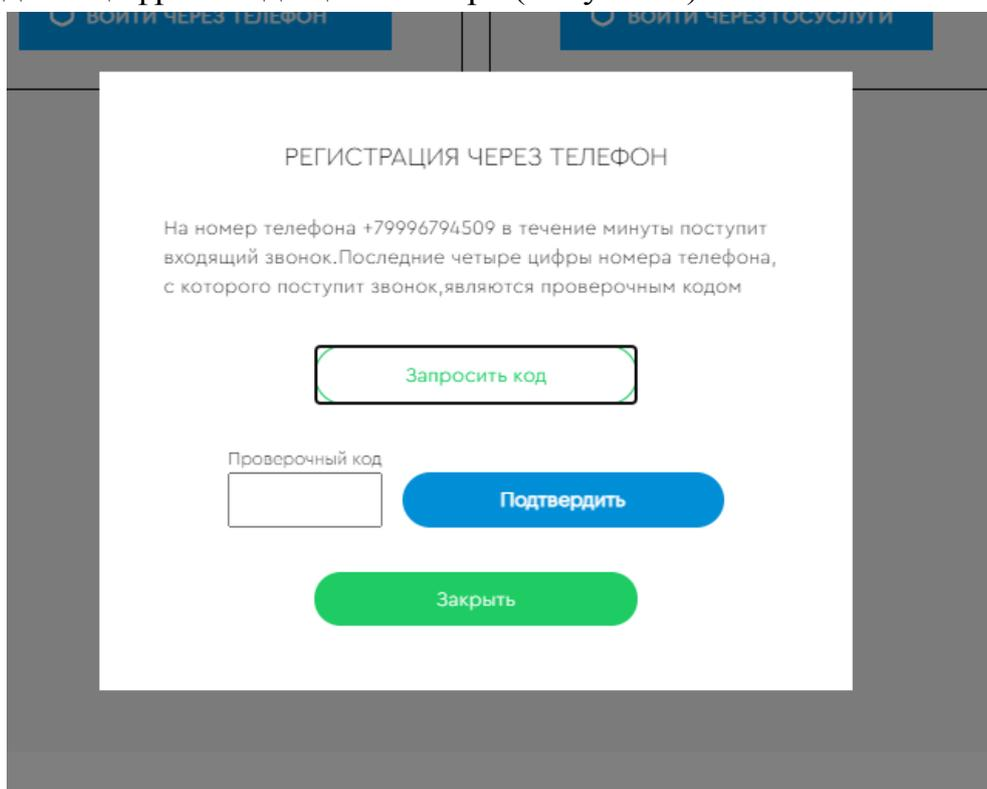 ВОЙТИ ЧЕРЕЗ ТЕЛЕФОН
ВОЙТИ ЧЕРЕЗ ГОСУСЛУГИ
РЕГИСТРАЦИЯ ЧЕРЕЗ ТЕЛЕФОН
На номер телефона +79996794509 в течение минуты поступит
входящий звонок.Последние четыре цифры номера телефона,
с которого поступит звонок,являются проверочным кодом
Запросить код
Проверочный код
Подтвердить
Закрыть